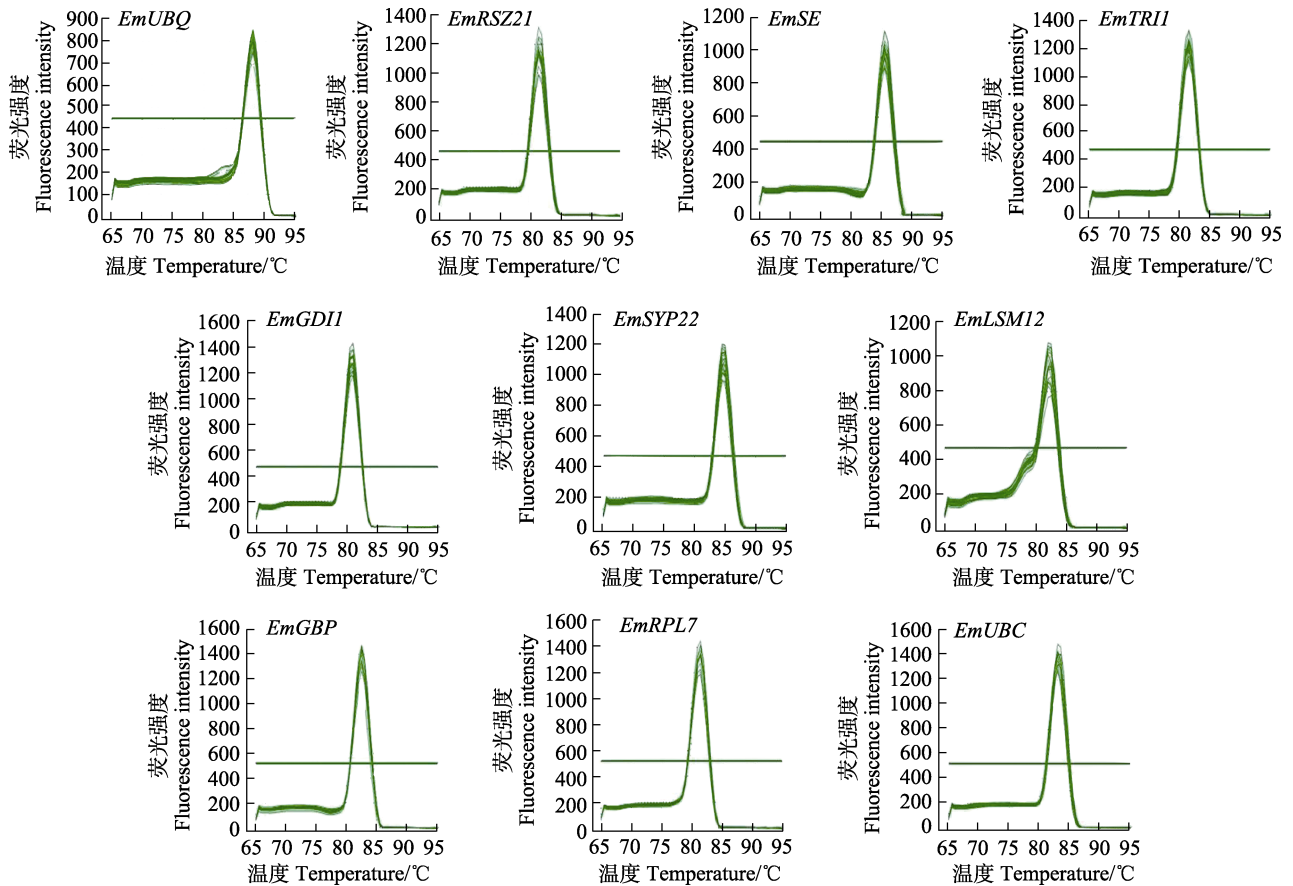 EmUBQ
荧光强度
Fluorescence intensity
900
800
700
600
500
400
300
200
100
0
65 70 75 80 85 90 95
温度 Temperature/℃
EmRSZ21
荧光强度
Fluorescence intensity
1400
1200
1000
800
600
400
200
0
65 70 75 80 85 90 95
温度 Temperature/℃
EmSE
荧光强度
Fluorescence intensity
1200
1000
800
600
400
200
0
65 70 75 80 85 90 95
温度 Temperature/℃
EmTRI1
荧光强度
Fluorescence intensity
1400
1200
1000
800
600
400
200
0
65 70 75 80 85 90 95
温度 Temperature/℃
EmGDI1
荧光强度
Fluorescence intensity
1600
1400
1200
1000
800
600
400
200
0
65 70 75 80 85 90 95
温度 Temperature/℃
EmSYP22
荧光强度
Fluorescence intensity
1400
1200
1000
800
600
400
200
0
65 70 75 80 85 90 95
温度 Temperature/℃
EmLSM12
荧光强度
Fluorescence intensity
1200
1000
800
600
400
200
0
65 70 75 80 85 90 95
温度 Temperature/℃
EmGBP
荧光强度
Fluorescence intensity
1600
1400
1200
1000
800
600
400
200
0
65 70 75 80 85 90 95
温度 Temperature/℃
EmRPL7
荧光强度
Fluorescence intensity
1600
1400
1200
1000
800
600
400
200
0
65 70 75 80 85 90 95
温度 Temperature/℃
EmUBC
荧光强度
Fluorescence intensity
1600
1400
1200
1000
800
600
400
200
0
65 70 75 80 85 90 95
温度 Temperature/℃